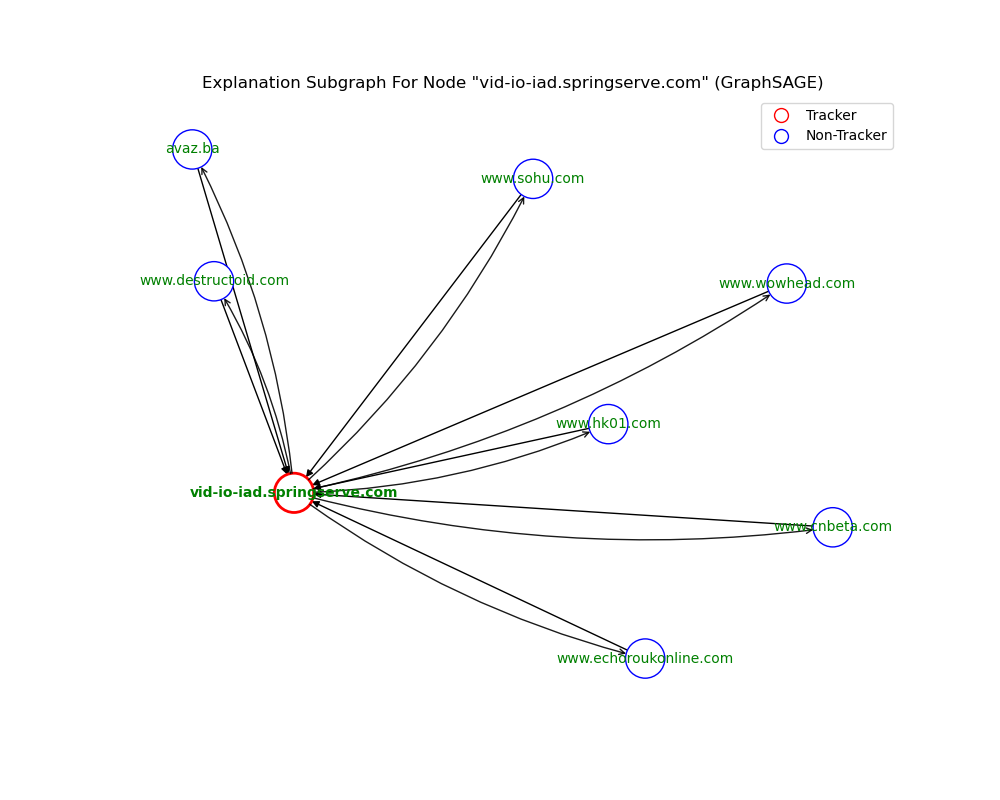 Explanation Subgraph For Node "vid-io-iad.springserve.com" (GraphSAGE)
Tracker
Non-Tracker
avaz.ba
www.sohu.com
www.destructoid.com
www.wowhead.com
www.hk01.com
vid-io-iad.springserve.com
www.cnbeta.com
www.echoroukonline.com